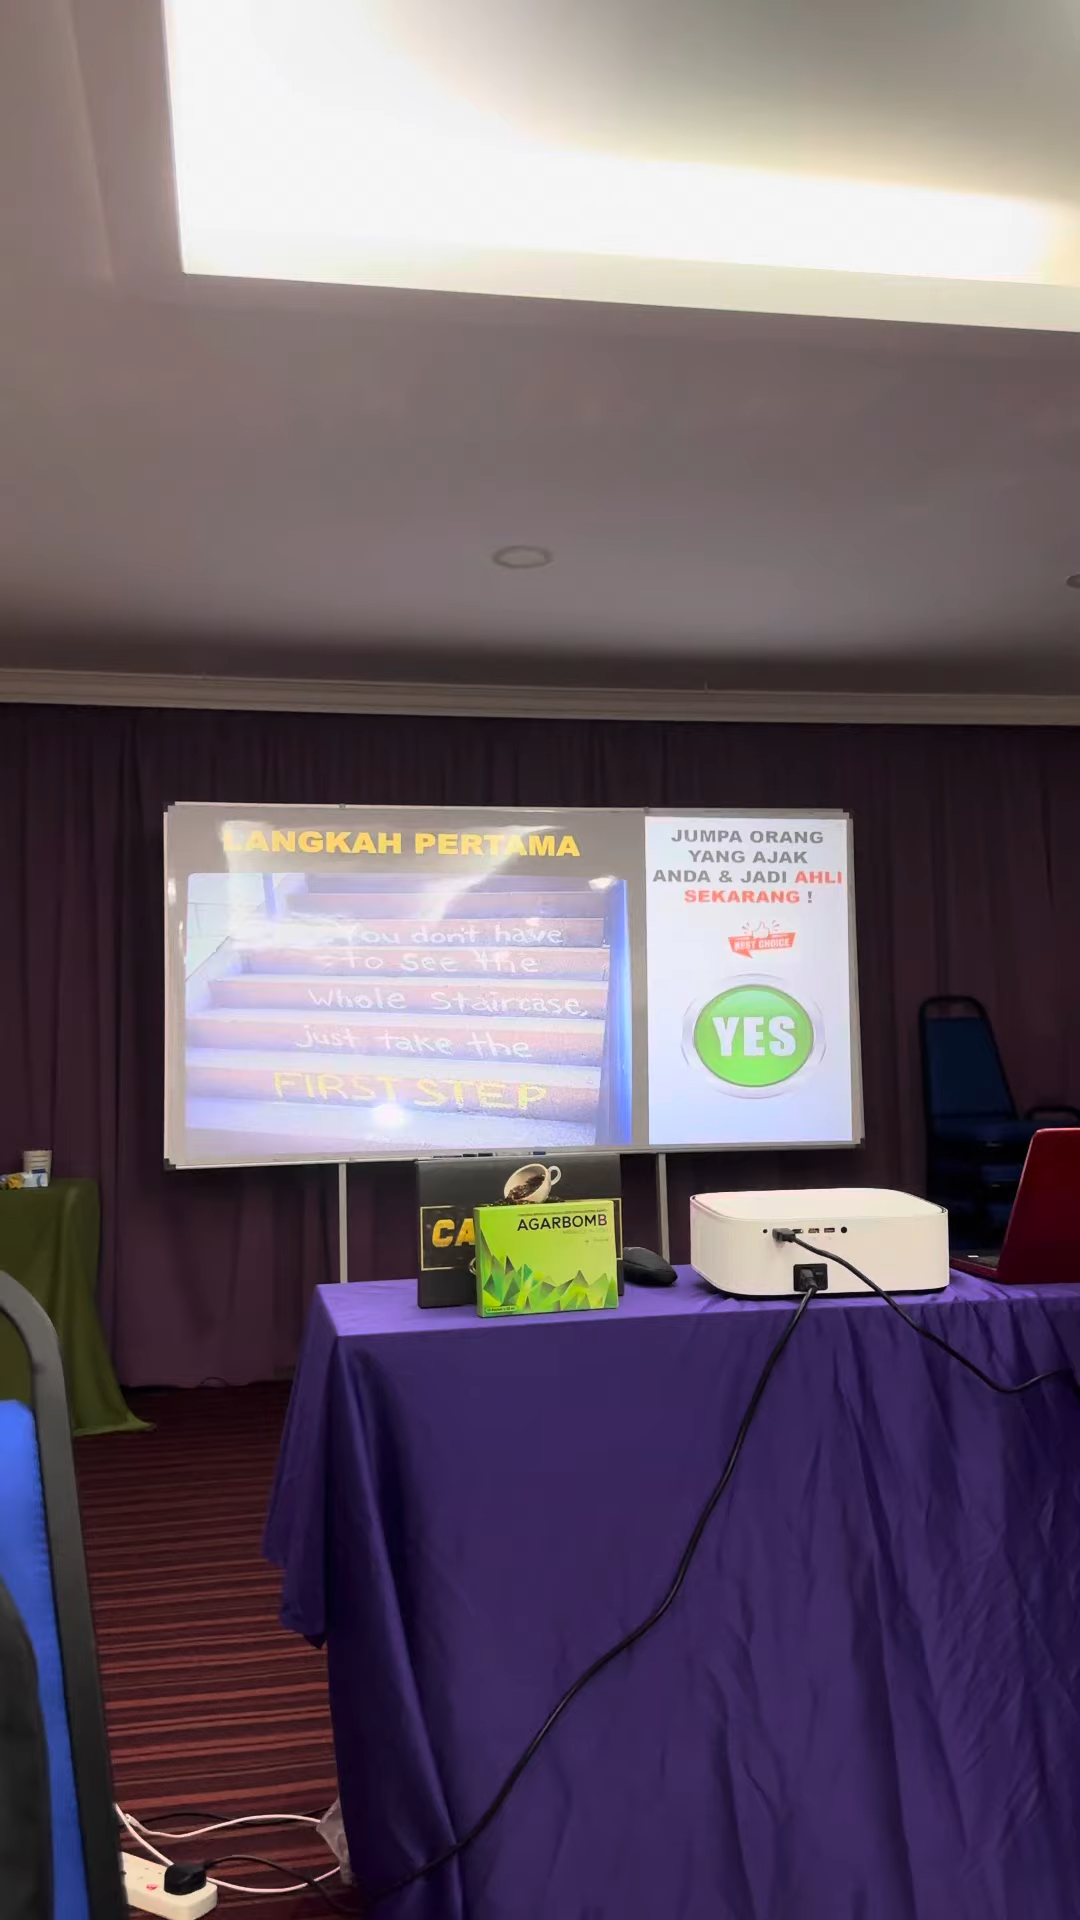 LANGKAH PERTAMA
You don't have
to see the
whole staircase,
just take the
FIRST STEP
JUMPA ORANG
YANG AJAK
ANDA & JADI AHLI
SEKARANG !
BEST CHOICE
YES
CA
AGARBOMB